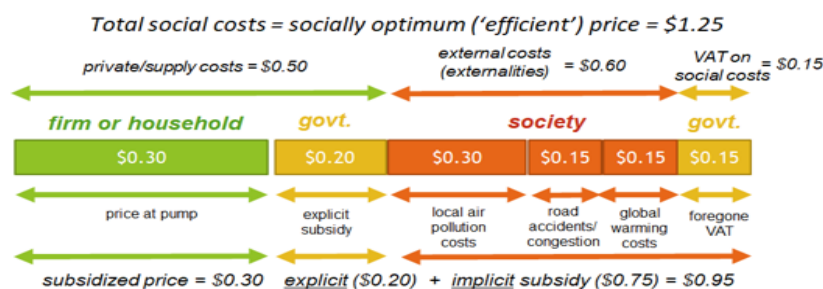 Total social costs = socially optimum ('efficient') price = $1.25
private/supply costs = $0.50
external costs
(externalities) = $0.60
VAT on
social costs = $0.15
firm or household
govt.
society
govt.
$0.30
$0.20
$0.30
$0.15
$0.15
$0.15
price at pump
explicit
subsidy
local air
pollution
costs
road
accidents/
congestion
global
warming
costs
foregone
VAT
subsidized price = $0.30 explicit ($0.20) + implicit subsidy ($0.75) = $0.95